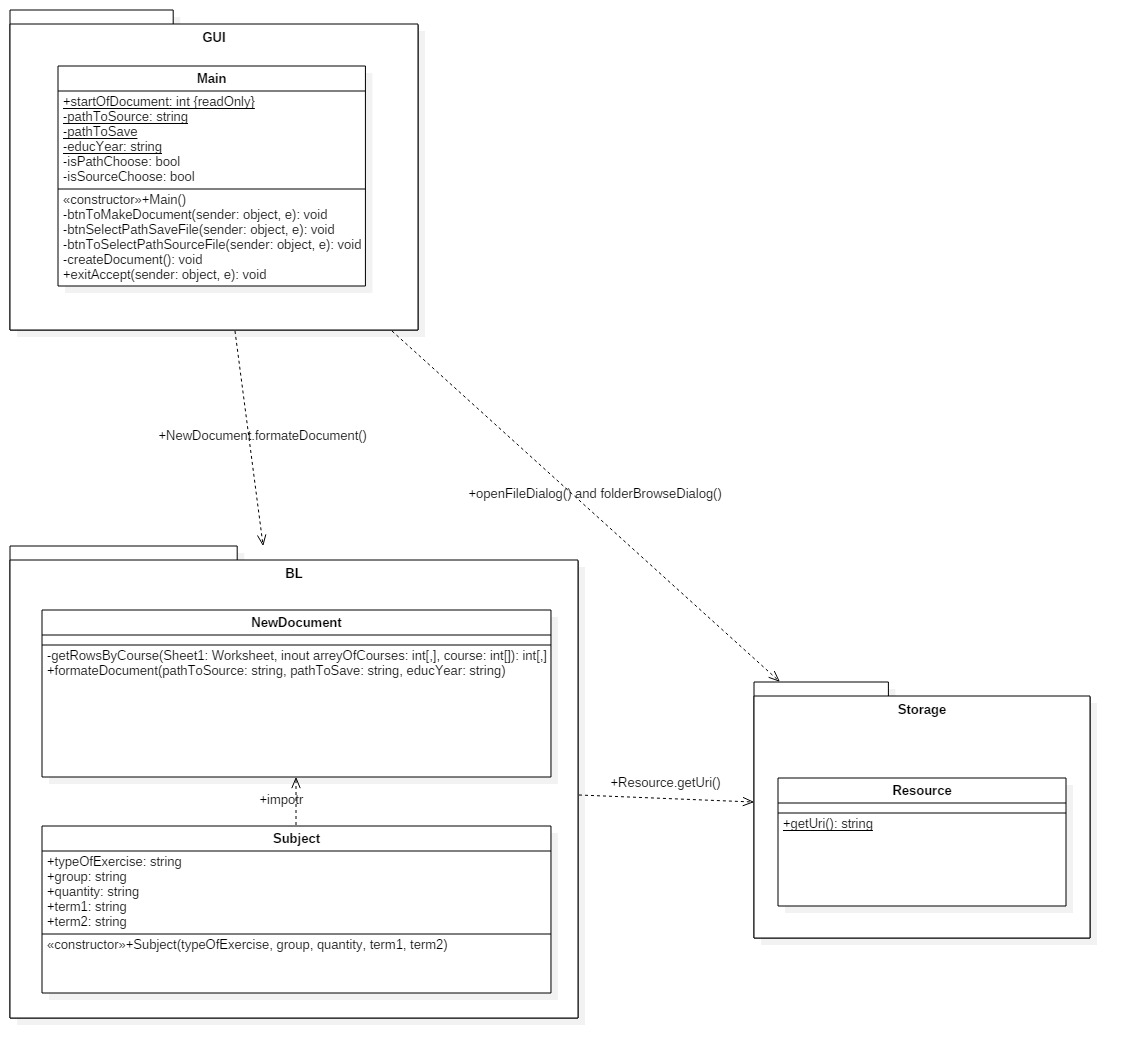 GUI
Main
+startOfDocument: int {readOnly}
-pathToSource: string
-pathToSave
-educYear: string
-isPathChoose: bool
-isSourceChoose: bool
«constructor»+Main()
-btnToMakeDocument(sender: object, e): void
-btnSelectPathSaveFile(sender: object, e): void
-btnToSelectPathSourceFile(sender: object, e): void
-createDocument(): void
+exitAccept(sender: object, e): void
+NewDocument.formateDocument()
+openFileDialog() and folderBrowseDialog()
BL
NewDocument
-getRowsByCourse(Sheet1: Worksheet, inout arreyOfCourses: int[,], course: int[]): int[,]
+formateDocument(pathToSource: string, pathToSave: string, educYear: string)
+imporr
Subject
+typeOfExercise: string
+group: string
+quantity: string
+term1: string
+term2: string
«constructor»+Subject(typeOfExercise, group, quantity, term1, term2)
+Resource.getUri()
Storage
Resource
+getUri(): string